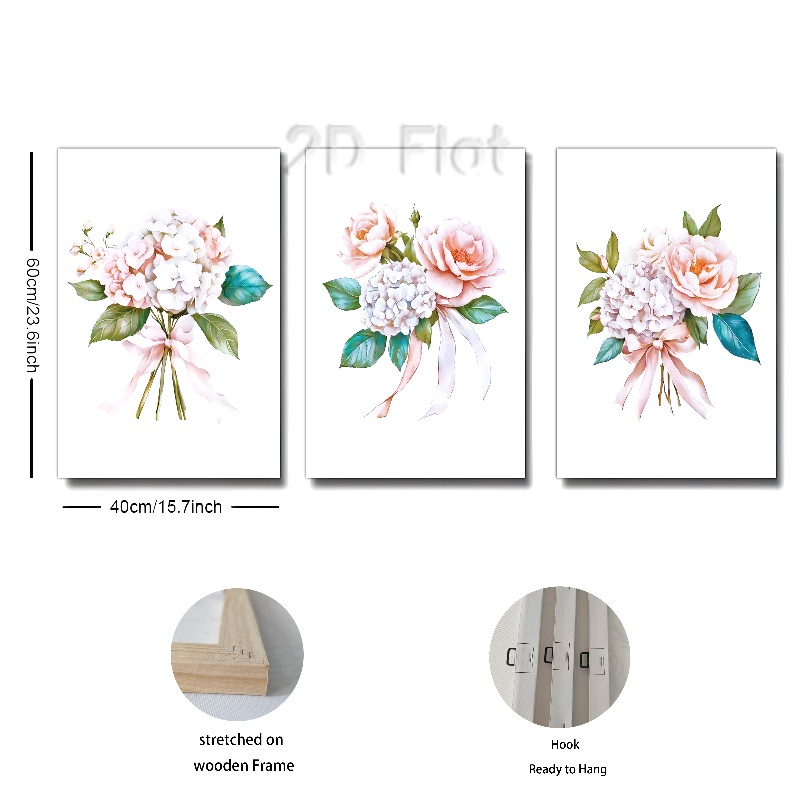 2D Flat
60cm/23.6inch
40cm/15.7inch
stretched on
wooden Frame
Hook
Ready to Hang